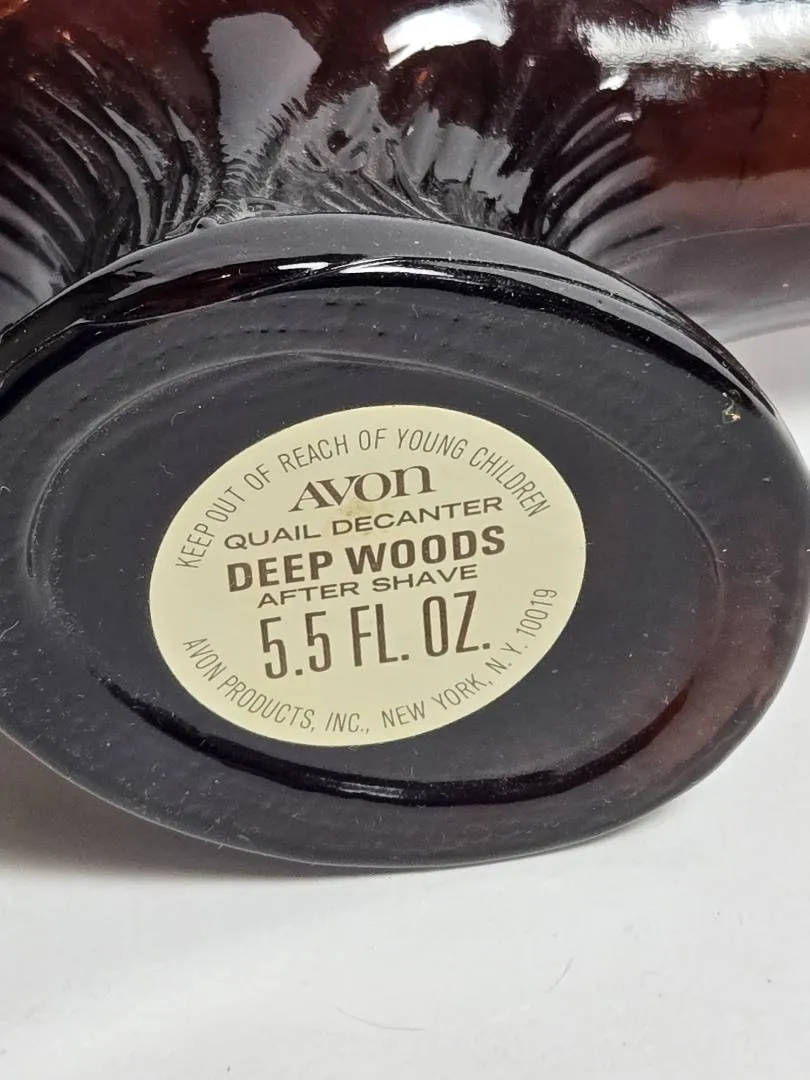 KEEP OUT OF REACH OF YOUNG CHILDREN
AVON
QUAIL DECANTER
DEEP WOODS
AFTER SHAVE
5.5 FL. OZ.
AVON PRODUCTS, INC., NEW YORK, N.Y. 10019